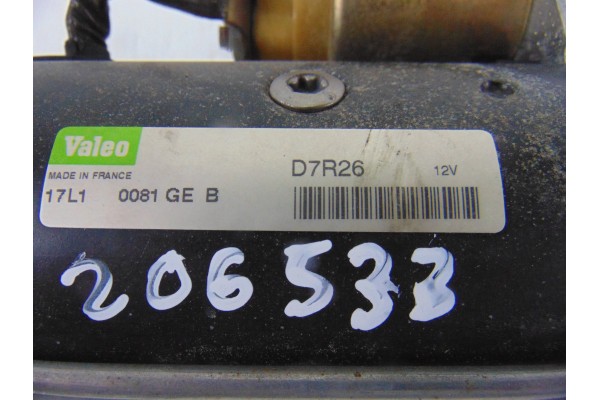 Valeo
MADE IN FRANCE
D7R26 12V
17L1 0081 GE B
206533